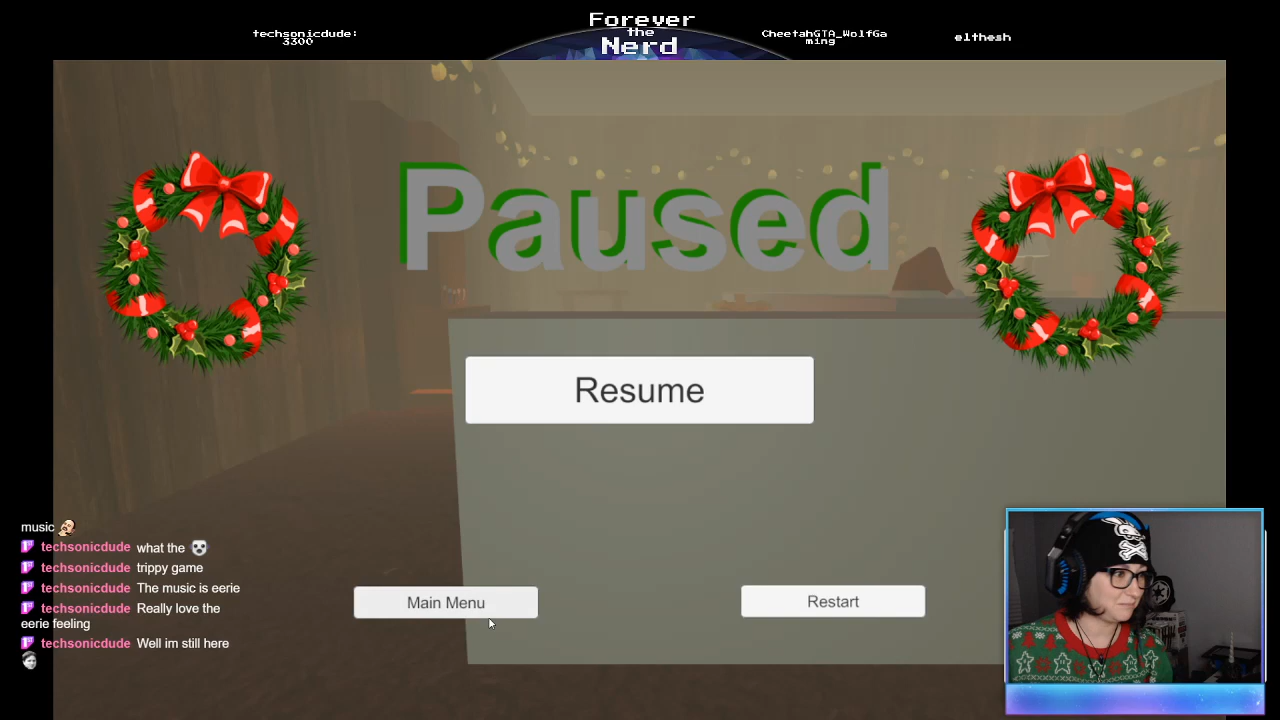 Forever
the
Nerd
techsonicdude:
3300
CheetahGTA_WolfGa
ming
elthesh
Paused
Resume
Main Menu
Restart
music
techsonicdude what the
techsonicdude trippy game
techsonicdude The music is eerie
techsonicdude Really love the
eerie feeling
techsonicdude Well im still here